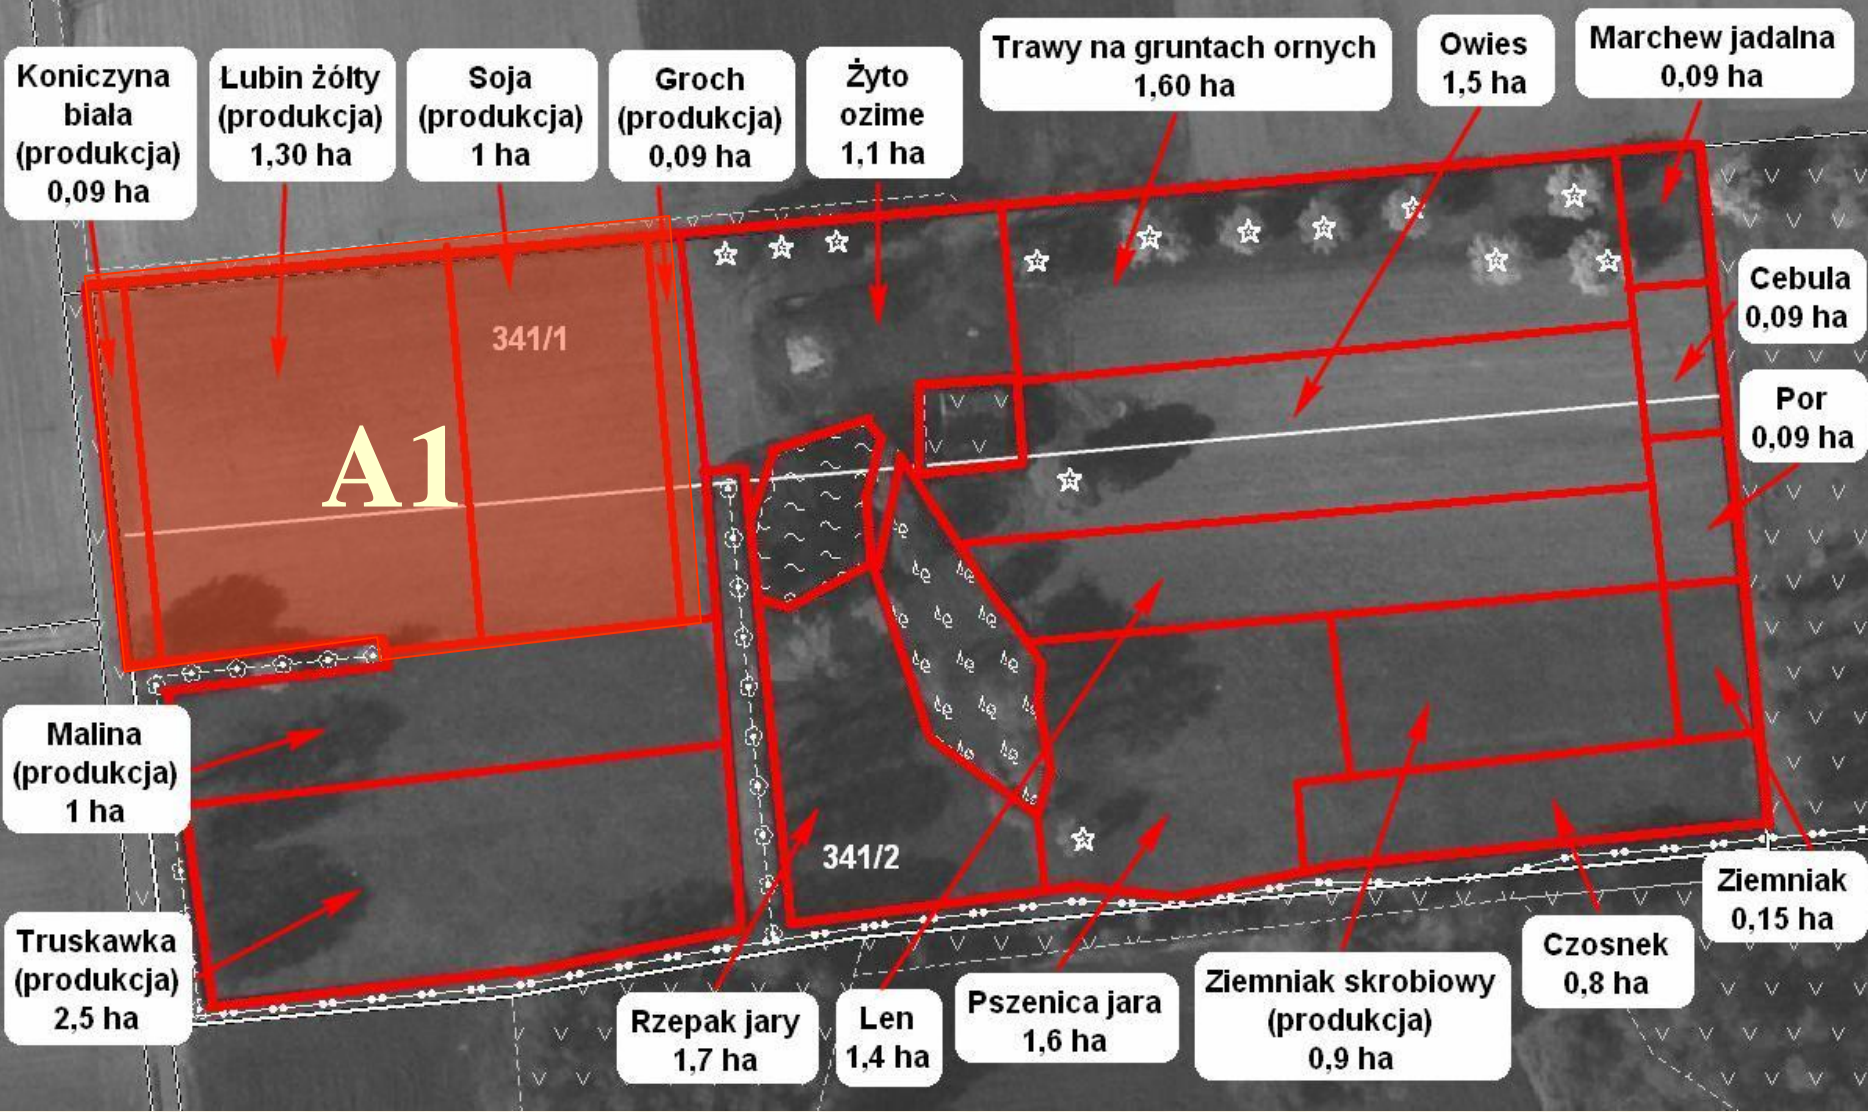 Koniczyna
biała
(produkcja)
0,09 ha
Łubin żółty
(produkcja)
1,30 ha
Soja
(produkcja)
1 ha
Groch
(produkcja)
0,09 ha
Żyto
ozime
1,1 ha
Trawy na gruntach ornych
1,60 ha
Owies
1,5 ha
Marchew jadalna
0,09 ha
Cebula
0,09 ha
Por
0,09 ha
341/1
A1
Malina
(produkcja)
1 ha
341/2
Truskawka
(produkcja)
2,5 ha
Rzepak jary
1,7 ha
Len
1,4 ha
Pszenica jara
1,6 ha
Ziemniak skrobiowy
(produkcja)
0,9 ha
Czosnek
0,8 ha
Ziemniak
0,15 ha